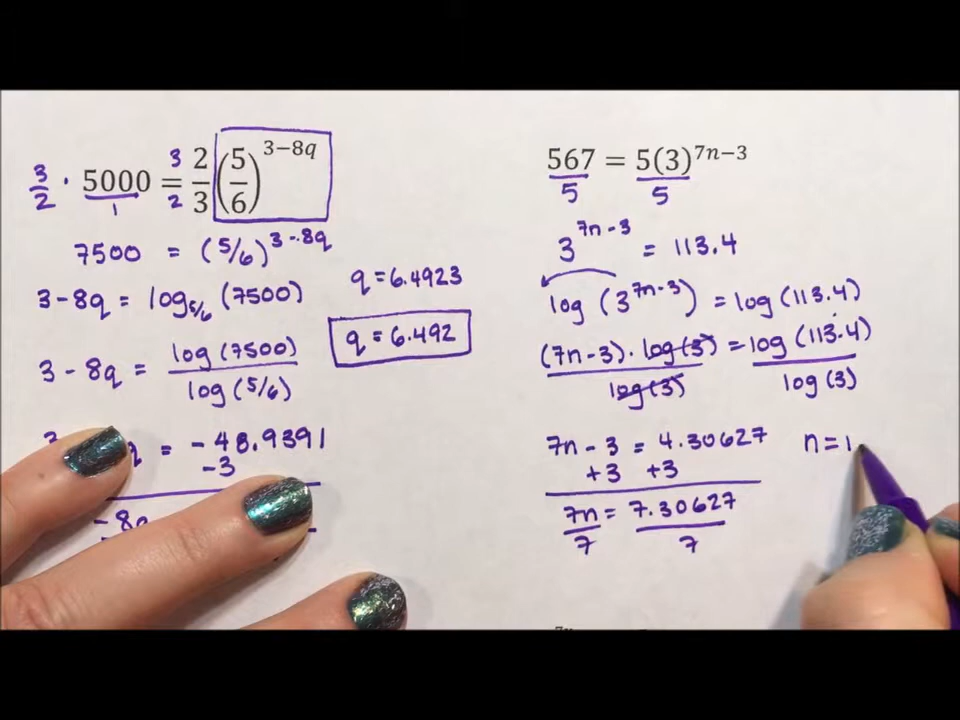 3/2 · 5000/1 = 3/2 2/3 (5/6)^{3−8q}
7500 = (5/6)^{3-8q}
3-8q = log_{5/6} (7500)
3-8q = log (7500) / log (5/6)
q = -48.9391
-3
-8q
q = 6.4923
q = 6.492
567/5 = 5(3)^{7n−3}/5
3^{7n-3} = 113.4
log (3^{7n-3}) = log (113.4)
(7n-3) · log(3) / log(3) = log (113.4) / log (3)
7n - 3 = 4.30627
+3 +3
7n/7 = 7.30627/7
n = 1